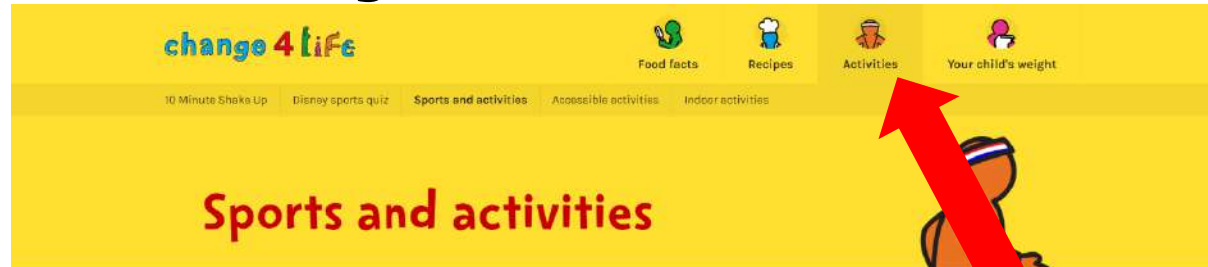 change 4 LiFe
Food facts
Recipes
Activities
Your child's weight
10 Minute Shake Up
Disney sports quiz
Sports and activities
Accessible activities
Indoor activities
Sports and activities